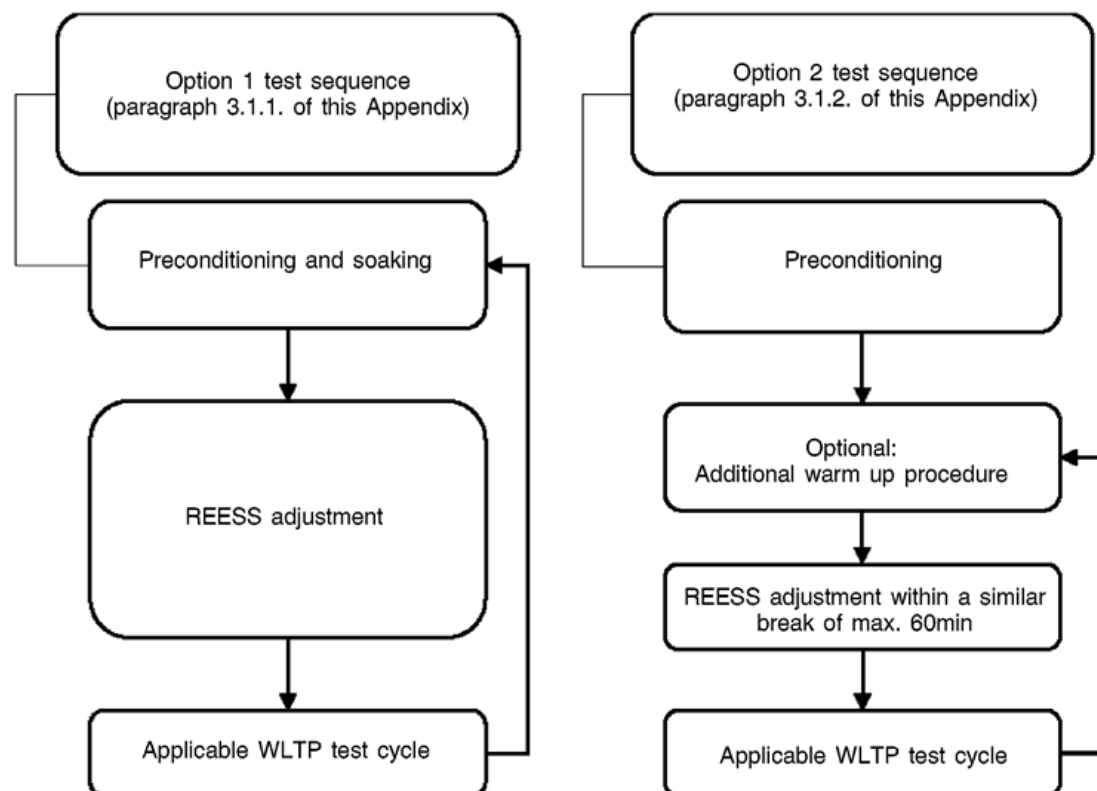 Option 1 test sequence
(paragraph 3.1.1. of this Appendix)
Preconditioning and soaking
REESS adjustment
Applicable WLTP test cycle
Option 2 test sequence
(paragraph 3.1.2. of this Appendix)
Preconditioning
Optional:
Additional warm up procedure
REESS adjustment within a similar
break of max. 60min
Applicable WLTP test cycle